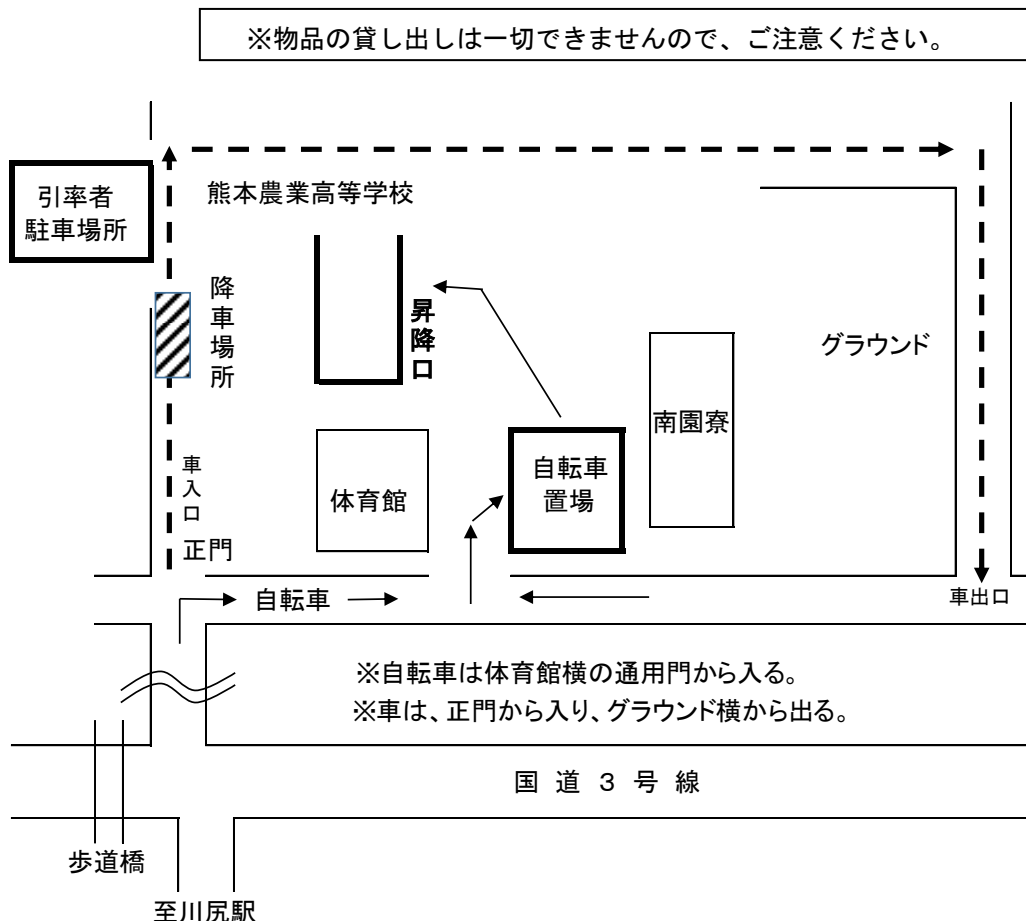 ※物品の貸し出しは一切できませんので、ご注意ください。
引率者
駐車場所
熊本農業高等学校
降車場所
昇降口
グラウンド
南園寮
自転車
置場
体育館
車入口
正門
自転車
車出口
※自転車は体育館横の通用門から入る。
※車は、正門から入り、グラウンド横から出る。
国道３号線
歩道橋
至川尻駅